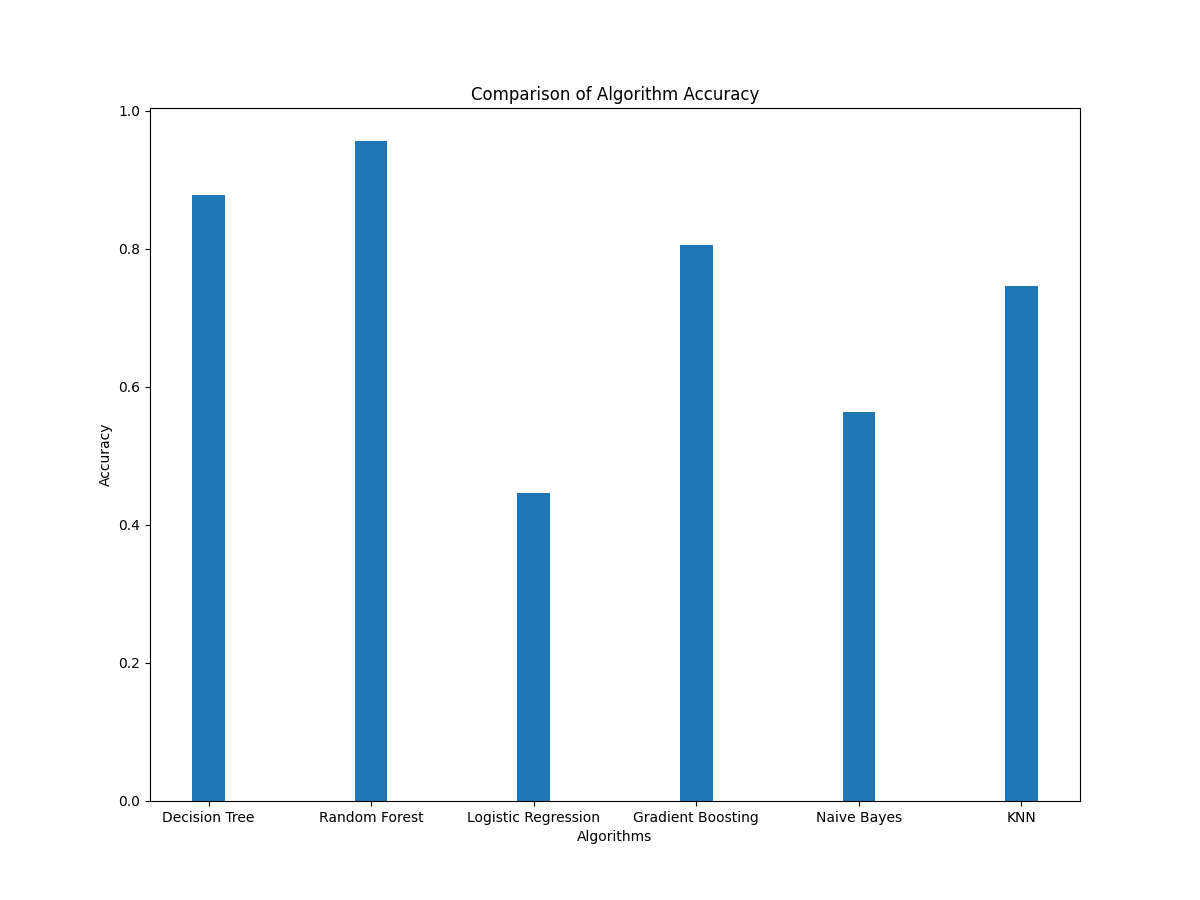 Comparison of Algorithm Accuracy
1.0
0.8
0.6
0.4
0.2
0.0
Accuracy
Decision Tree Random Forest Logistic Regression Gradient Boosting Naive Bayes KNN
Algorithms